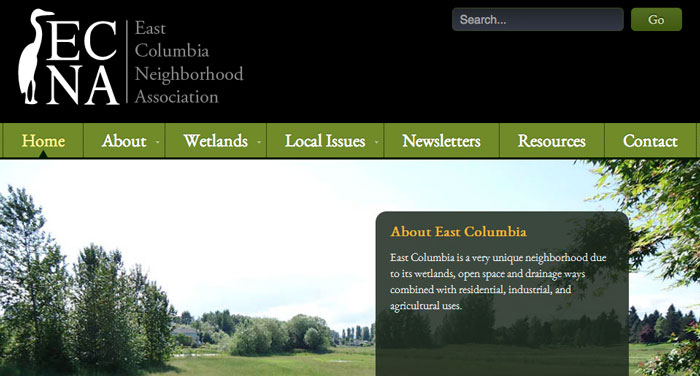 EC
NA
East
Columbia
Neighborhood
Association
Search...
Go
Home
About
Wetlands
Local Issues
Newsletters
Resources
Contact
About East Columbia
East Columbia is a very unique neighborhood due
to its wetlands, open space and drainage ways
combined with residential, industrial, and
agricultural uses.